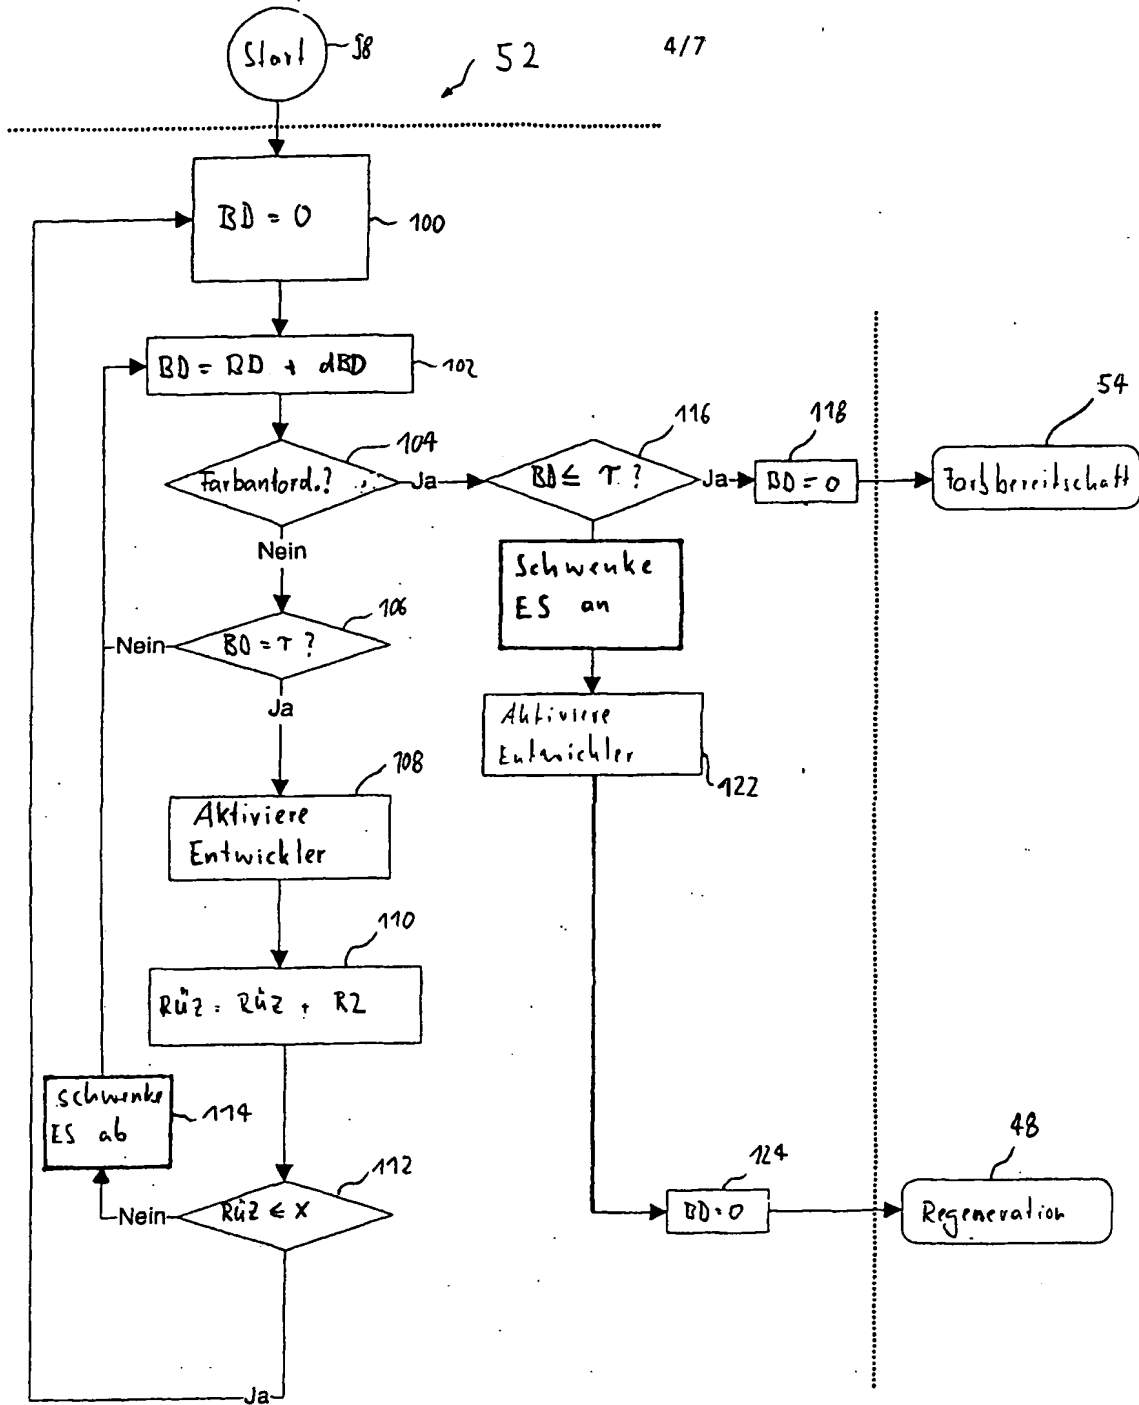 Start
98
52
4/7
BD = 0
100
BD = BD + dBD
102
Farbanford.?
104
Ja
BD ≤ τ ?
116
Ja
118
BD = 0
54
Farbbereitschaft
Nein
Schwenke
ES an
106
BD = τ ?
Nein
Ja
Aktiviere
Entwickler
122
108
Aktiviere
Entwickler
110
RüZ = RüZ + RZ
schwenke
ES ab
114
112
RüZ ≤ X
Nein
124
BD = 0
48
Regeneration
Ja